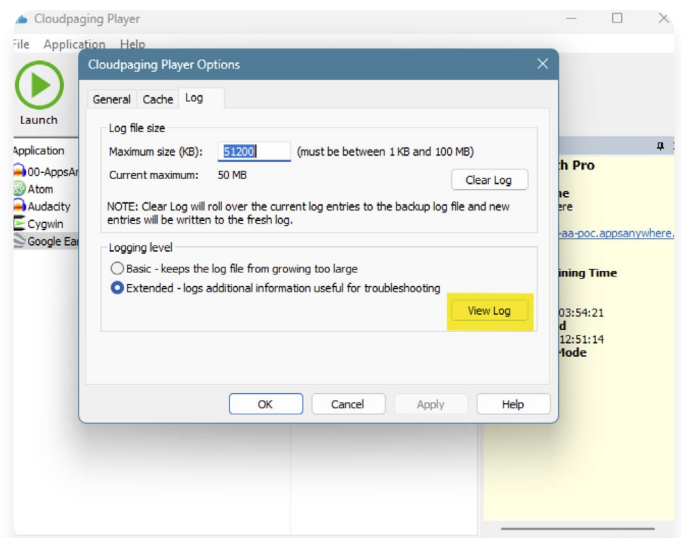 Cloudpaging Player
File Application Help
Cloudpaging Player Options
General Cache Log
Launch
Log file size
Maximum size (KB): 51200 (must be between 1 KB and 100 MB)
Current maximum: 50 MB
Clear Log
NOTE: Clear Log will roll over the current log entries to the backup log file and new
entries will be written to the fresh log.
Logging level
Basic - keeps the log file from growing too large
Extended - logs additional information useful for troubleshooting
View Log
OK Cancel Apply Help
Application
00-AppsAn
Atom
Audacity
Cygwin
Google Ear
th Pro
ne
ere
-aa-poc.appsanywhere.
ining Time
03:54:21
d
12:51:14
Mode